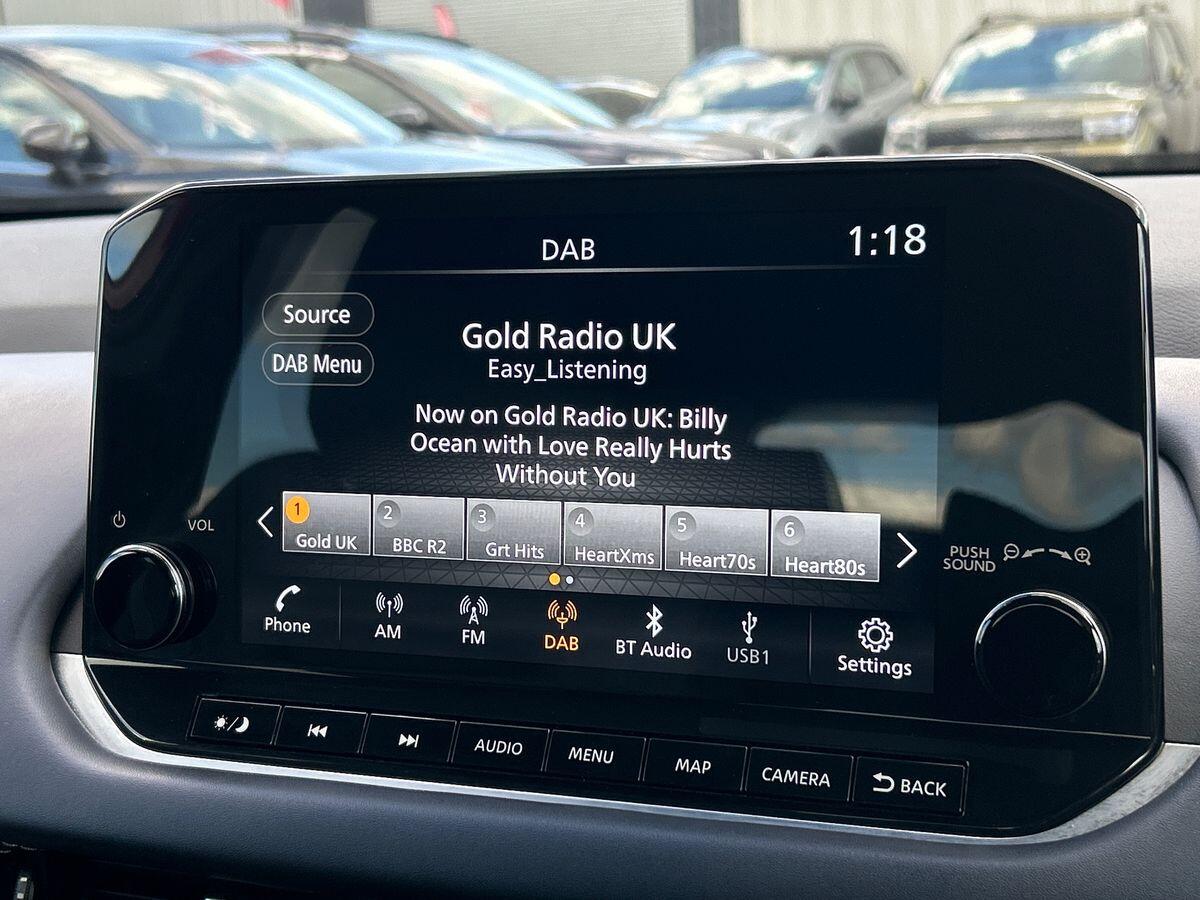 DAB
1:18
Source
DAB Menu
Gold Radio UK
Easy_Listening
Now on Gold Radio UK: Billy
Ocean with Love Really Hurts
Without You
1
Gold UK
2
BBC R2
3
Grt Hits
4
HeartXms
5
Heart70s
6
Heart80s
VOL
PUSH
SOUND
Phone
AM
FM
DAB
BT Audio
USB1
Settings
AUDIO
MENU
MAP
CAMERA
BACK